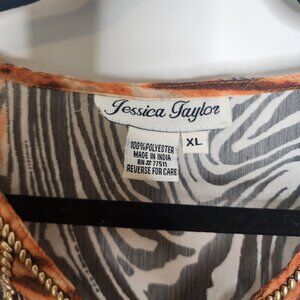 Jessica Taylor
XL
100% POLYESTER
MADE IN INDIA
RN # 77511
REVERSE FOR CARE